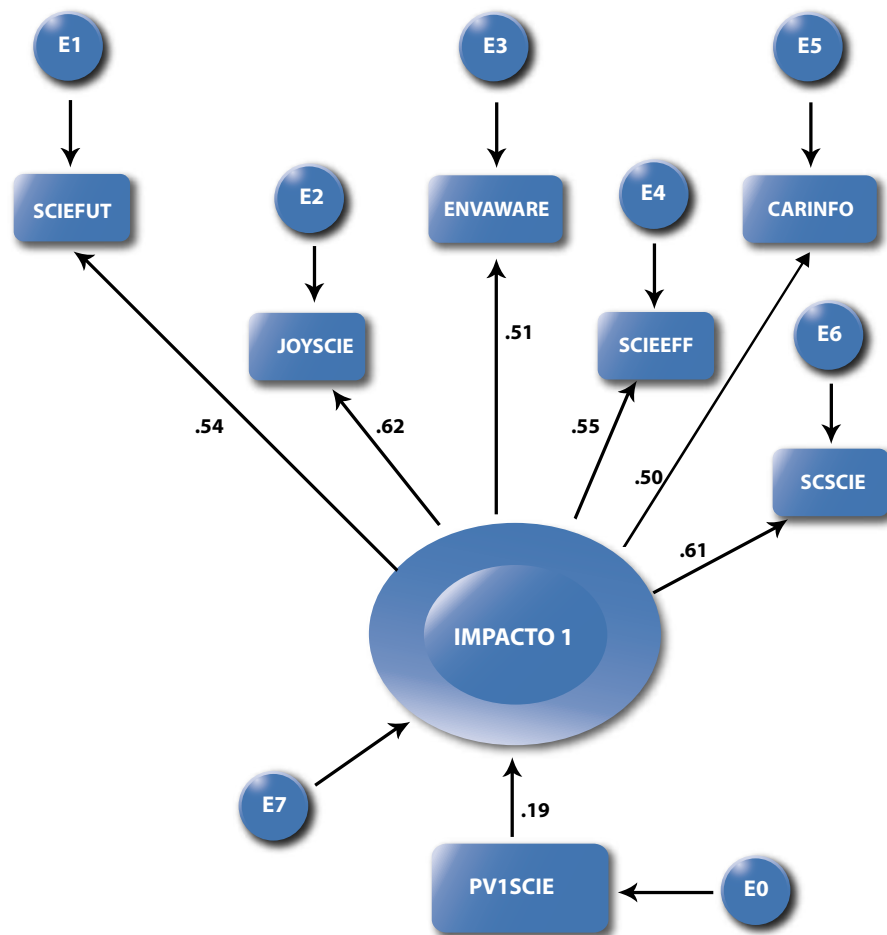 E1
E3
E5
E2
E4
SCIEFUT
ENVAWARE
CARINFO
E6
JOYSCIE
SCIEEFF
.51
.54
.62
.55
.50
SCSCIE
.61
IMPACTO 1
E7
.19
PV1SCIE
E0